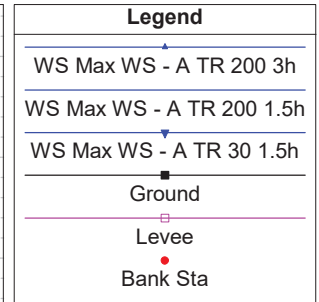 Legend
WS Max WS - A TR 200 3h
WS Max WS - A TR 200 1.5h
WS Max WS - A TR 30 1.5h
Ground
Levee
Bank Sta